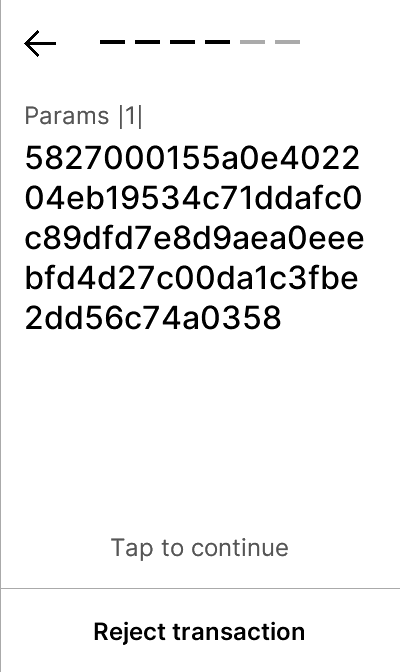 Params |1|
5827000155a0e4022
04eb19534c71ddafc0
c89dfd7e8d9aea0eee
bfd4d27c00da1c3fbe
2dd56c74a0358
Tap to continue
Reject transaction